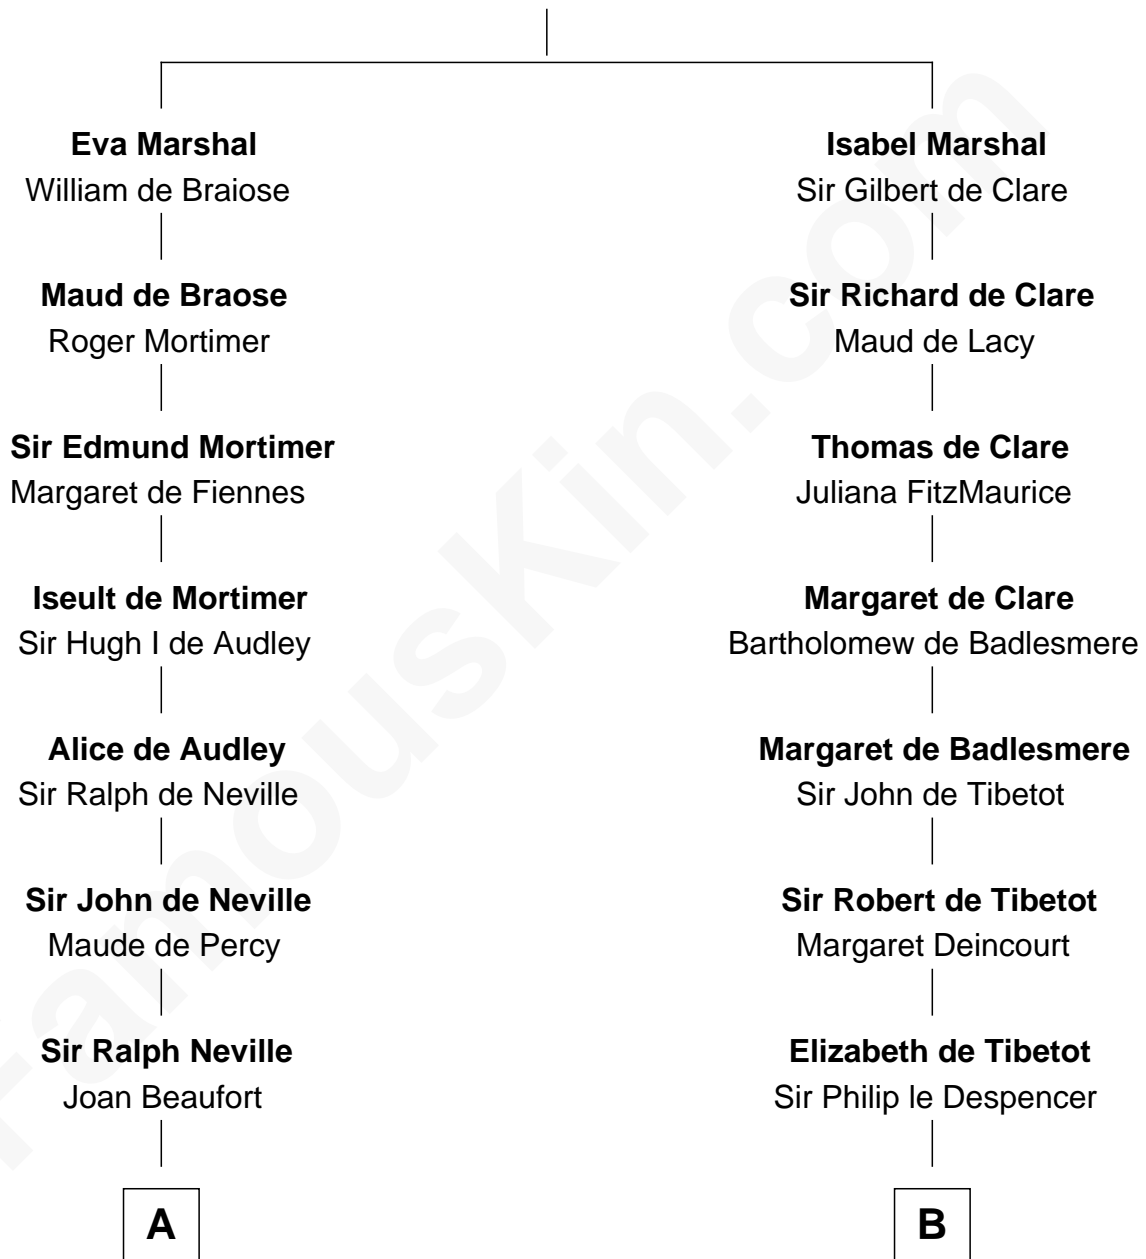 Eva Marshal
William de Braiose
Isabel Marshal
Sir Gilbert de Clare
Maud de Braose
Roger Mortimer
Sir Richard de Clare
Maud de Lacy
Sir Edmund Mortimer
Margaret de Fiennes
Thomas de Clare
Juliana FitzMaurice
Iseult de Mortimer
Sir Hugh I de Audley
Margaret de Clare
Bartholomew de Badlesmere
Alice de Audley
Sir Ralph de Neville
Margaret de Badlesmere
Sir John de Tibetot
Sir John de Neville
Maude de Percy
Sir Robert de Tibetot
Margaret Deincourt
Sir Ralph Neville
Joan Beaufort
Elizabeth de Tibetot
Sir Philip le Despencer
A
B
FamousKin.com